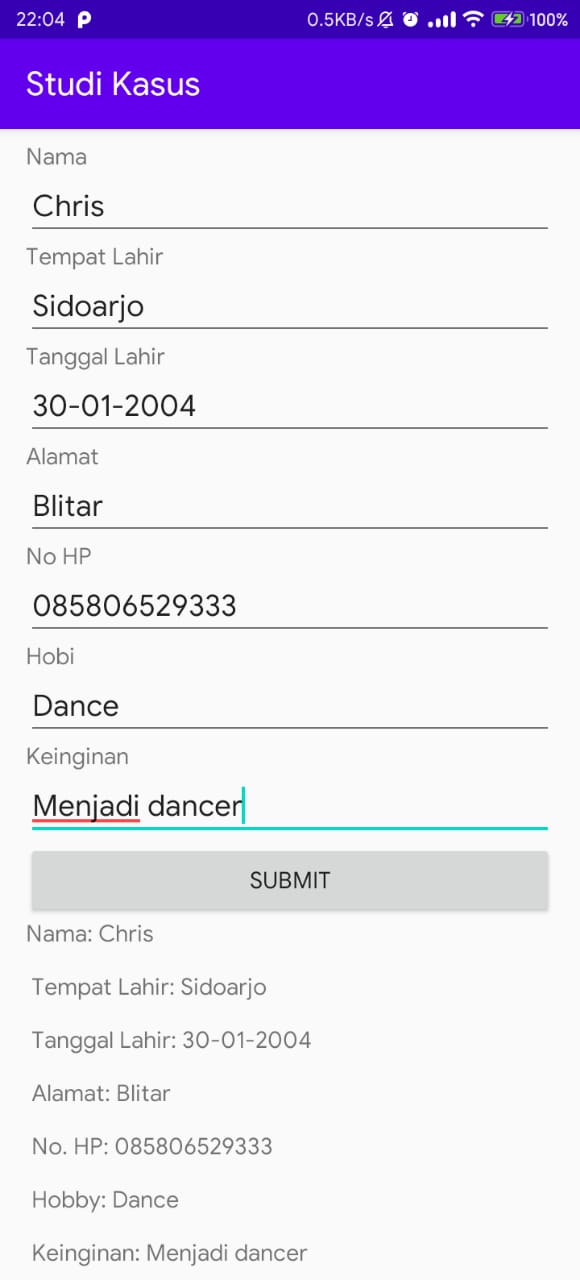 22:04 0.5KB/s 100%
Studi Kasus
Nama
Chris
Tempat Lahir
Sidoarjo
Tanggal Lahir
30-01-2004
Alamat
Blitar
No HP
085806529333
Hobi
Dance
Keinginan
Menjadi dancer
SUBMIT
Nama: Chris
Tempat Lahir: Sidoarjo
Tanggal Lahir: 30-01-2004
Alamat: Blitar
No. HP: 085806529333
Hobby: Dance
Keinginan: Menjadi dancer